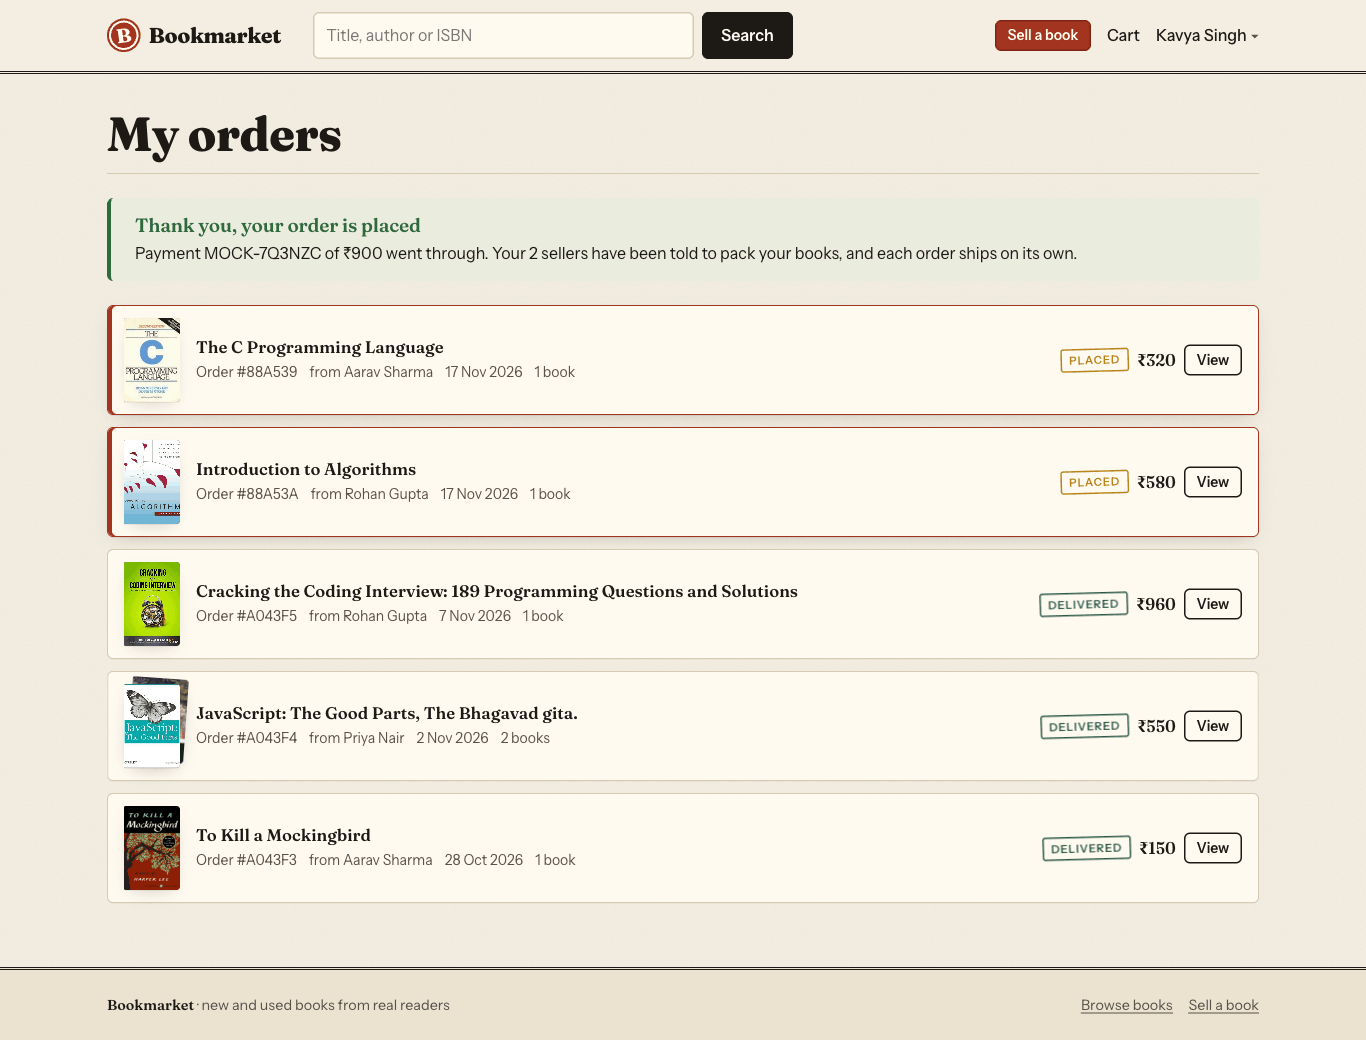 B Bookmarket Title, author or ISBN Search Sell a book Cart Kavya Singh
My orders
Thank you, your order is placed
Payment MOCK-7Q3NZC of ₹900 went through. Your 2 sellers have been told to pack your books, and each order ships on its own.
THE
C
PROGRAMMING
LANGUAGE
The C Programming Language
Order #88A539 from Aarav Sharma 17 Nov 2026 1 book
PLACED ₹320 View
ALGORITHM
Introduction to Algorithms
Order #88A53A from Rohan Gupta 17 Nov 2026 1 book
PLACED ₹580 View
CRACKING
CODING INTERVIEW
Cracking the Coding Interview: 189 Programming Questions and Solutions
Order #A043F5 from Rohan Gupta 7 Nov 2026 1 book
DELIVERED ₹960 View
JavaScript:
The Good Parts
JavaScript: The Good Parts, The Bhagavad gita.
Order #A043F4 from Priya Nair 2 Nov 2026 2 books
DELIVERED ₹550 View
TO KILL A
Mockingbird
HARPER LEE
To Kill a Mockingbird
Order #A043F3 from Aarav Sharma 28 Oct 2026 1 book
DELIVERED ₹150 View
Bookmarket · new and used books from real readers Browse books Sell a book